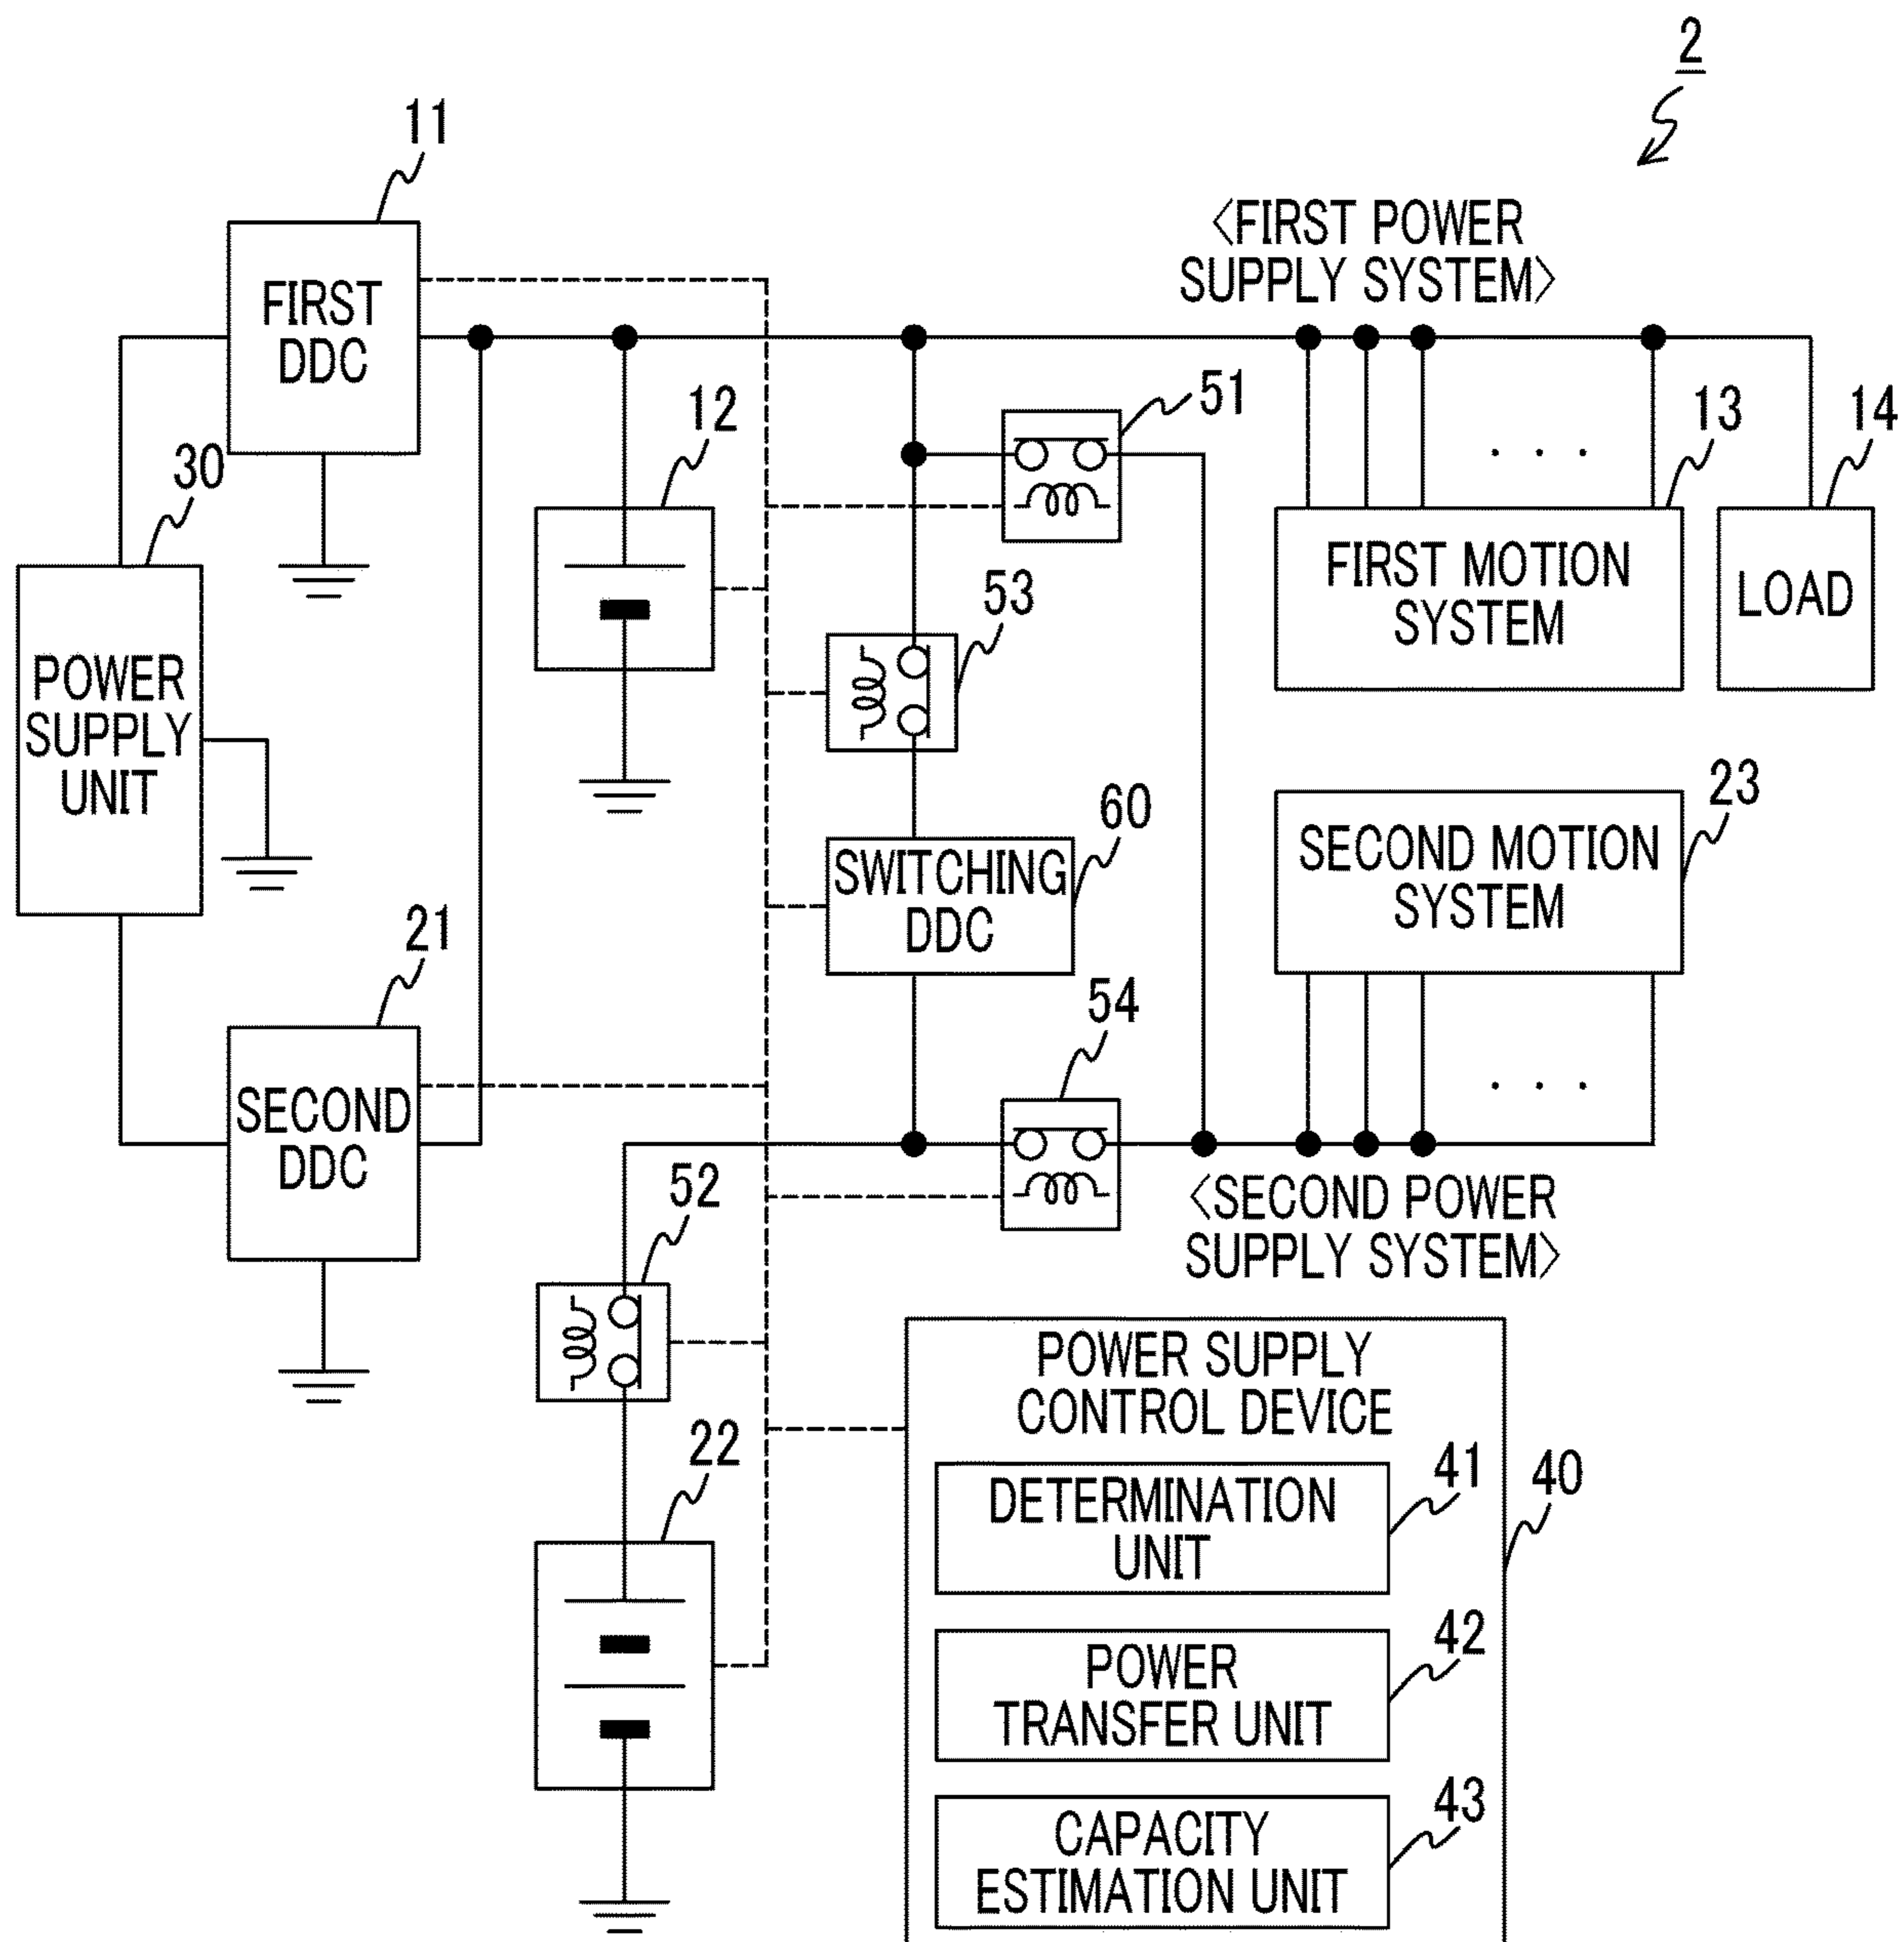 2
11
<FIRST POWER
SUPPLY SYSTEM>
FIRST
DDC
12
51
13
14
30
FIRST MOTION
SYSTEM
LOAD
53
POWER
SUPPLY
UNIT
60
23
SWITCHING
DDC
SECOND MOTION
SYSTEM
21
54
SECOND
DDC
52
<SECOND POWER
SUPPLY SYSTEM>
POWER SUPPLY
CONTROL DEVICE
22
41
40
DETERMINATION
UNIT
42
POWER
TRANSFER UNIT
43
CAPACITY
ESTIMATION UNIT